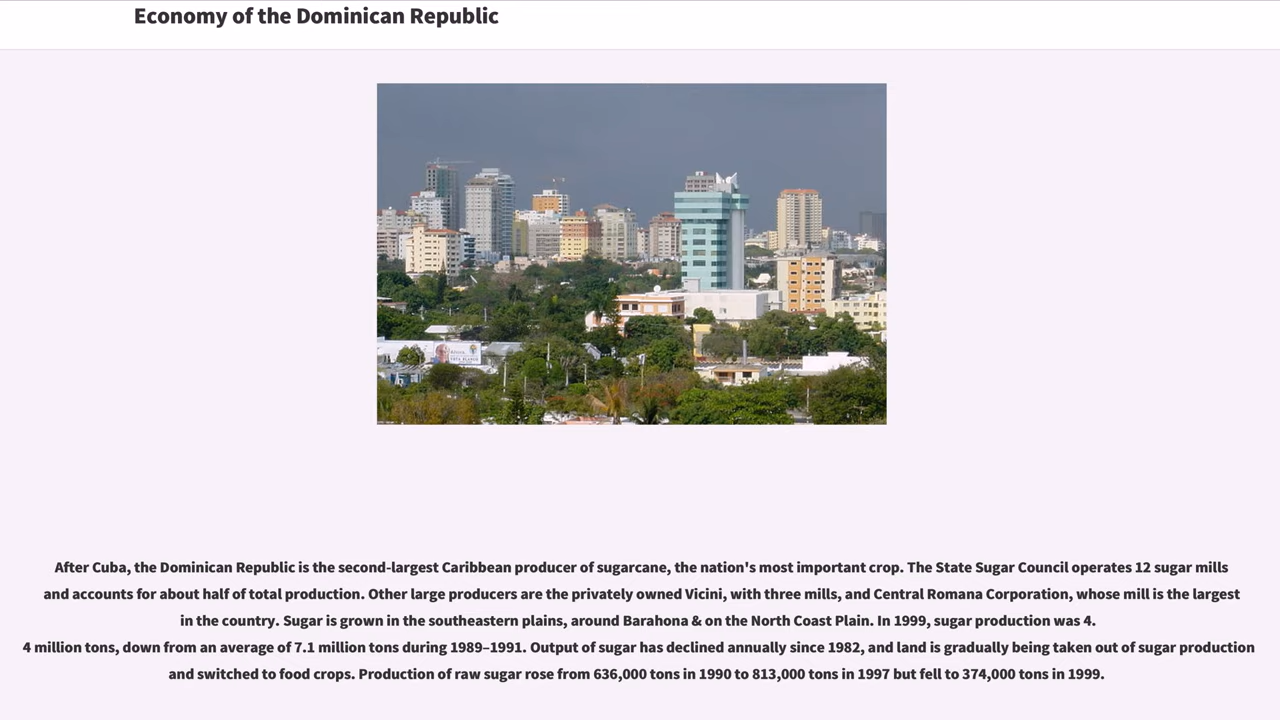 Economy of the Dominican Republic
After Cuba, the Dominican Republic is the second-largest Caribbean producer of sugarcane, the nation's most important crop. The State Sugar Council operates 12 sugar mills
and accounts for about half of total production. Other large producers are the privately owned Vicini, with three mills, and Central Romana Corporation, whose mill is the largest
in the country. Sugar is grown in the southeastern plains, around Barahona & on the North Coast Plain. In 1999, sugar production was 4.
4 million tons, down from an average of 7.1 million tons during 1989–1991. Output of sugar has declined annually since 1982, and land is gradually being taken out of sugar production
and switched to food crops. Production of raw sugar rose from 636,000 tons in 1990 to 813,000 tons in 1997 but fell to 374,000 tons in 1999.